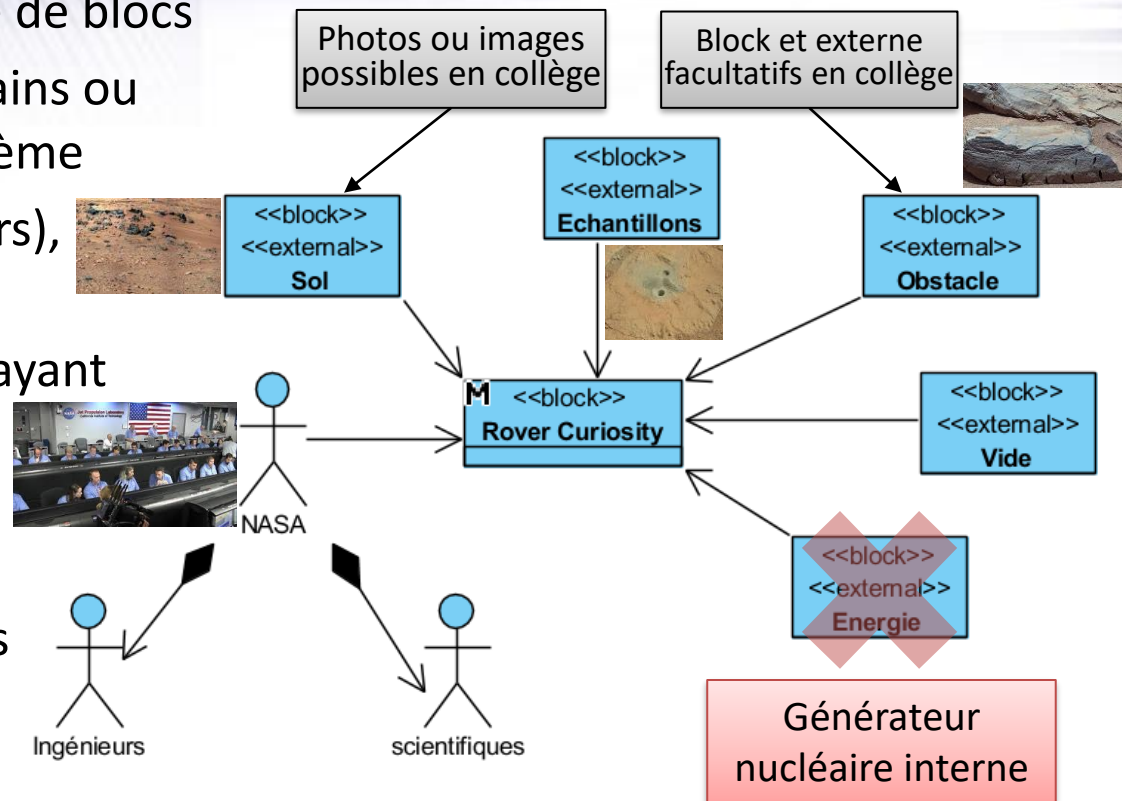 de blocs
Photos ou images
possibles en collège
Block et externe
facultatifs en collège
ains ou
ème
rs),
ayant
s
<<block>>
<<external>>
Echantillons
<<block>>
<<external>>
Sol
<<block>>
<<external>>
Obstacle
M
<<block>>
Rover Curiosity
<<block>>
<<external>>
Vide
NASA
<<block>>
<<external>>
Energie
Ingénieurs
scientifiques
Générateur
nucléaire interne